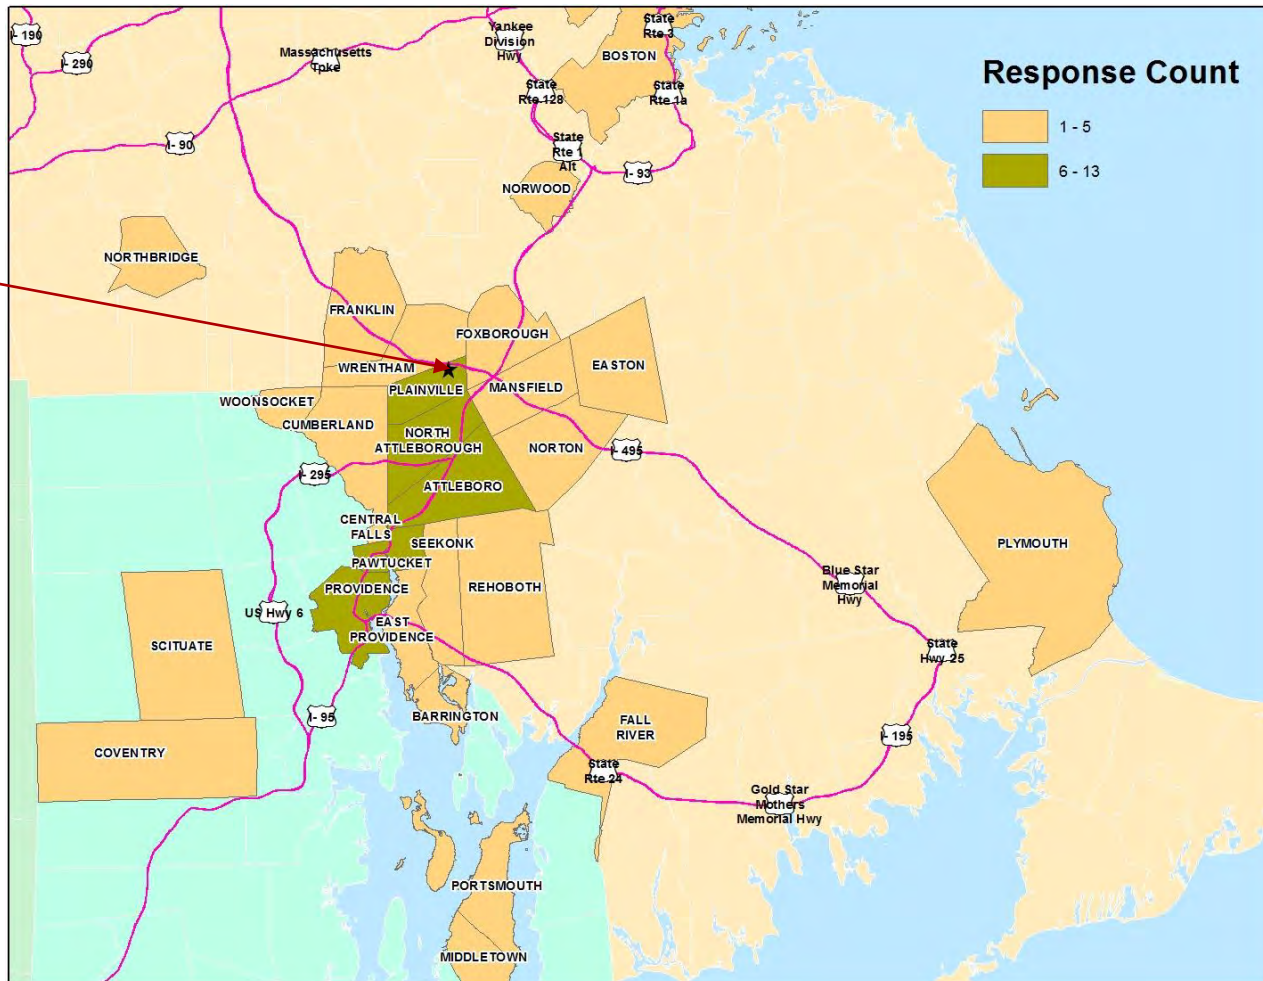 I- 190
I- 290
Massachusetts
Tpke
Yankee
Division
Hwy
State
Rte 3
BOSTON
State
Rte 128
State
Rte 1a
Response Count
1 - 5
6 - 13
I- 90
State
Rte 1
Alt
I- 93
NORWOOD
NORTHBRIDGE
FRANKLIN
FOXBOROUGH
WRENTHAM
PLAINVILLE
MANSFIELD
EASTON
WOONSOCKET
CUMBERLAND
NORTH
ATTLEBOROUGH
NORTON
I- 495
I- 295
ATTLEBORO
CENTRAL
FALLS
SEEKONK
PAWTUCKET
PLYMOUTH
PROVIDENCE
REHOBOTH
Blue Star
Memorial
Hwy
US Hwy 6
EAST
PROVIDENCE
SCITUATE
State
Hwy 25
I- 95
BARRINGTON
FALL
RIVER
I- 195
COVENTRY
State
Rte 24
Gold Star
Mothers
Memorial Hwy
PORTSMOUTH
MIDDLETOWN